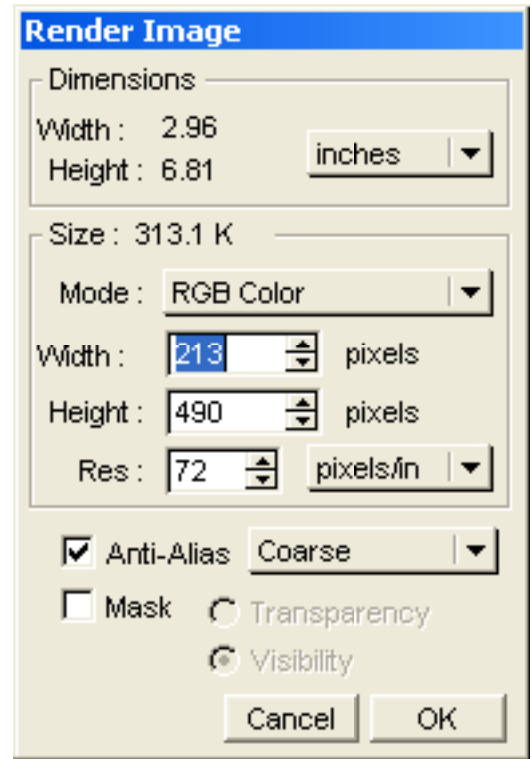 Render Image
Dimensions
Width : 2.96
inches
Height : 6.81
Size : 313.1 K
Mode : RGB Color
Width : 213 pixels
Height : 490 pixels
Res : 72 pixels/in
Anti-Alias Coarse
Mask Transparency
Visibility
Cancel OK